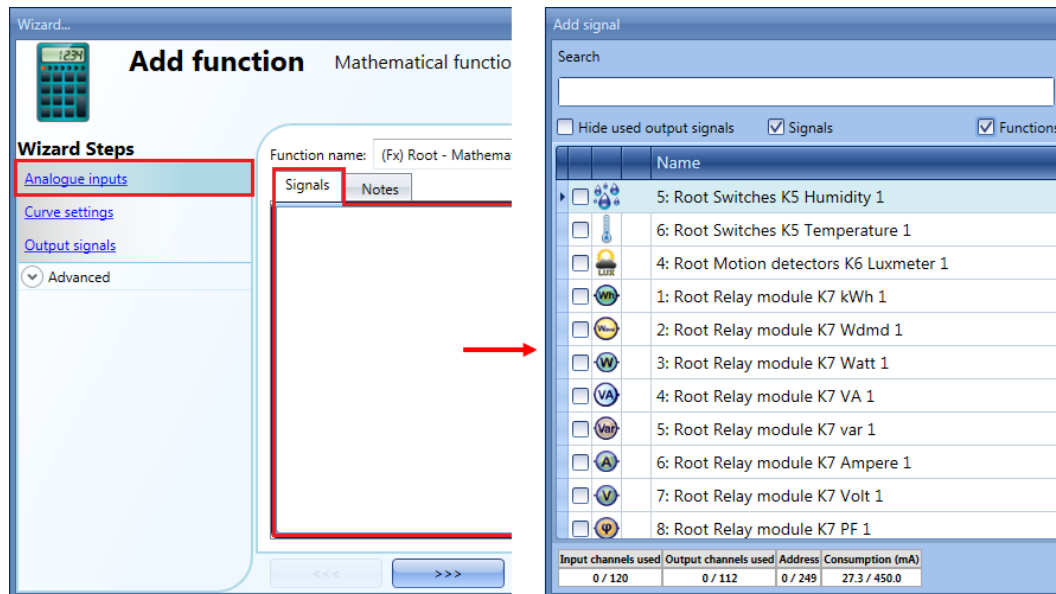 Wizard...
1234
Add function Mathematical functio
Wizard Steps
Analogue inputs
Curve settings
Output signals
Advanced
Function name: (Fx) Root - Mathema
Signals Notes
<<< >>>
Add signal
Search
Hide used output signals Signals Functions
Name
5: Root Switches K5 Humidity 1
6: Root Switches K5 Temperature 1
LUX 4: Root Motion detectors K6 Luxmeter 1
Wh 1: Root Relay module K7 kWh 1
2: Root Relay module K7 Wdmd 1
W 3: Root Relay module K7 Watt 1
VA 4: Root Relay module K7 VA 1
Var 5: Root Relay module K7 var 1
A 6: Root Relay module K7 Ampere 1
V 7: Root Relay module K7 Volt 1
φ 8: Root Relay module K7 PF 1
Input channels used Output channels used Address Consumption (mA)
0 / 120 0 / 112 0 / 249 27.3 / 450.0